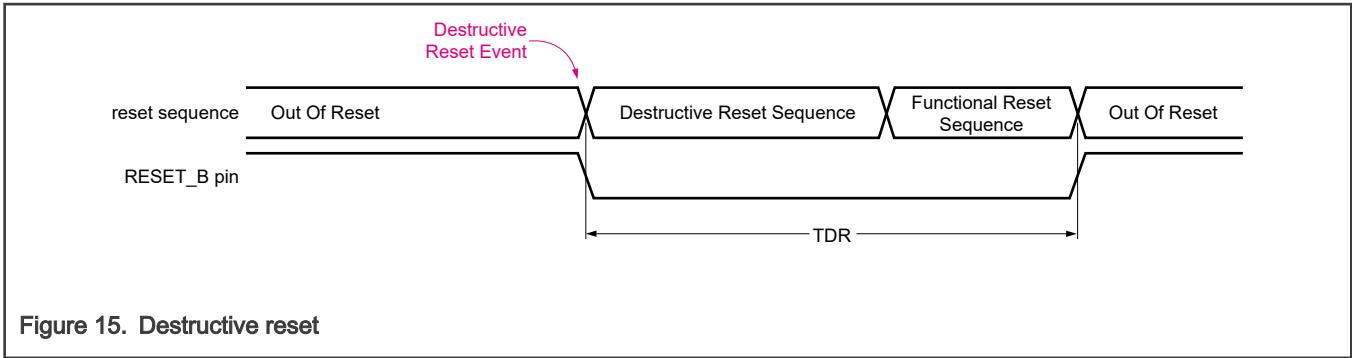 Destructive
Reset Event
reset sequence
Out Of Reset
Destructive Reset Sequence
Functional Reset
Sequence
Out Of Reset
RESET_B pin
TDR
Figure 15. Destructive reset